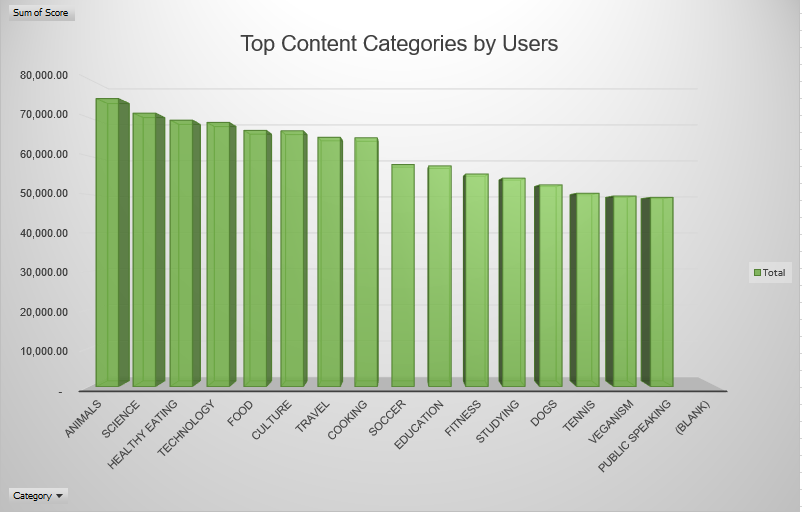 Sum of Score
Top Content Categories by Users
80,000.00
70,000.00
60,000.00
50,000.00
40,000.00
30,000.00
20,000.00
10,000.00
-
ANIMALS
SCIENCE
HEALTHY EATING
TECHNOLOGY
FOOD
CULTURE
TRAVEL
COOKING
SOCCER
EDUCATION
FITNESS
STUDYING
DOGS
TENNIS
VEGANISM
PUBLIC SPEAKING
(BLANK)
Total
Category